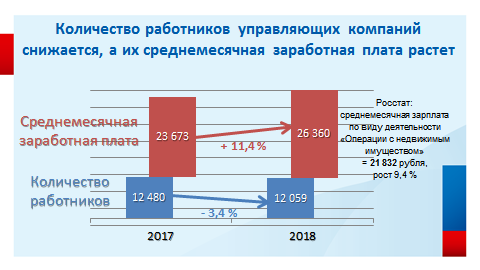 Количество работников управляющих компаний
снижается, а их среднемесячная заработная плата растет
Среднемесячная
заработная плата
23 673
+ 11,4 %
26 360
Росстат:
среднемесячная зарплата
по виду деятельности
«Операции с недвижимым
имуществом»
= 21 832 рубля,
рост 9,4 %
Количество
работников
12 480
- 3,4 %
12 059
2017
2018